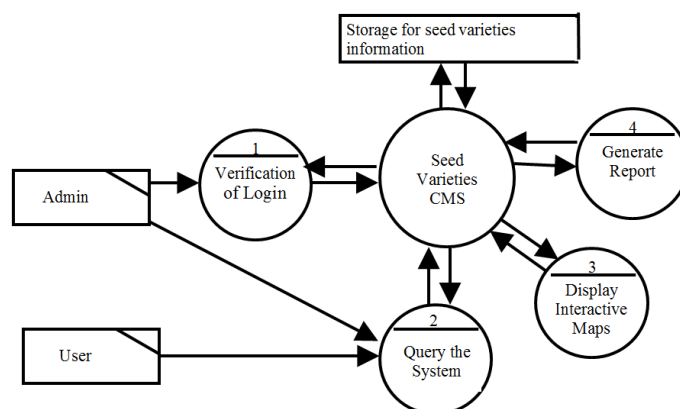 Storage for seed varieties
information
1
Verification
of Login
Seed
Varieties
CMS
4
Generate
Report
Admin
3
Display
Interactive
Maps
2
Query the
System
User